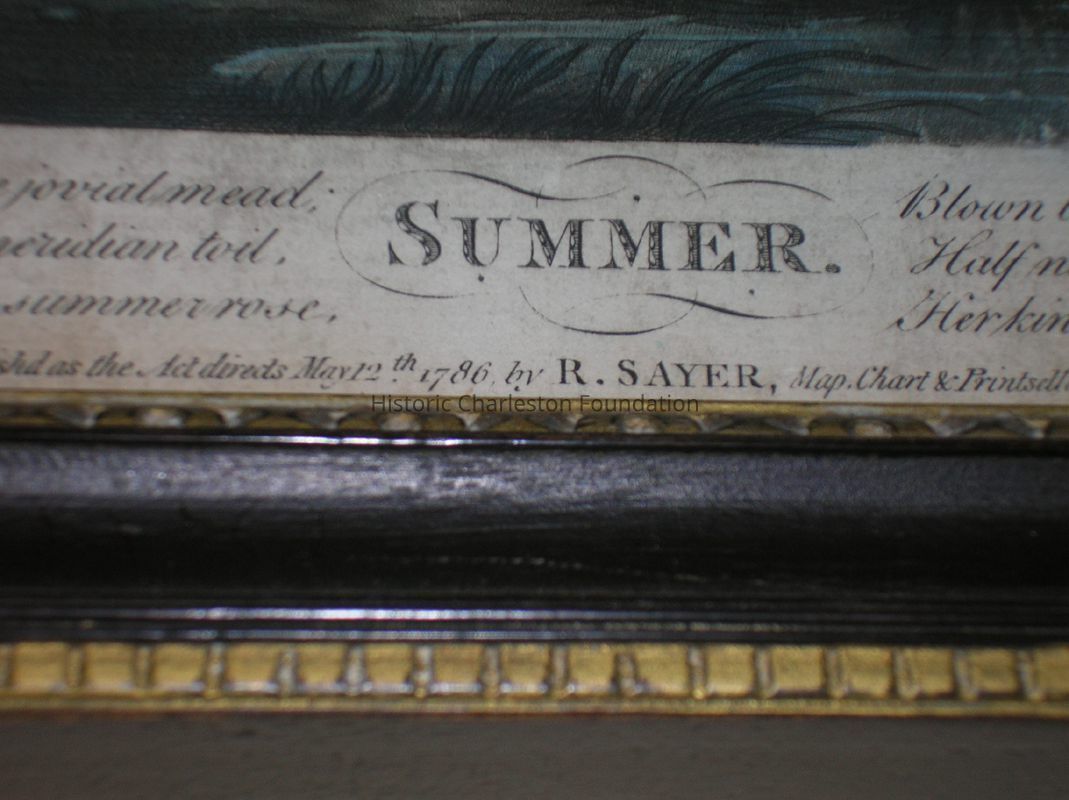 jovial mead;
meridian toil,
summer rose,
SUMMER.
Blown
Half
Her kin
as the Act directs May 12th. 1786, by R. SAYER, Map, Chart & Printsell
Historic Charleston Foundation